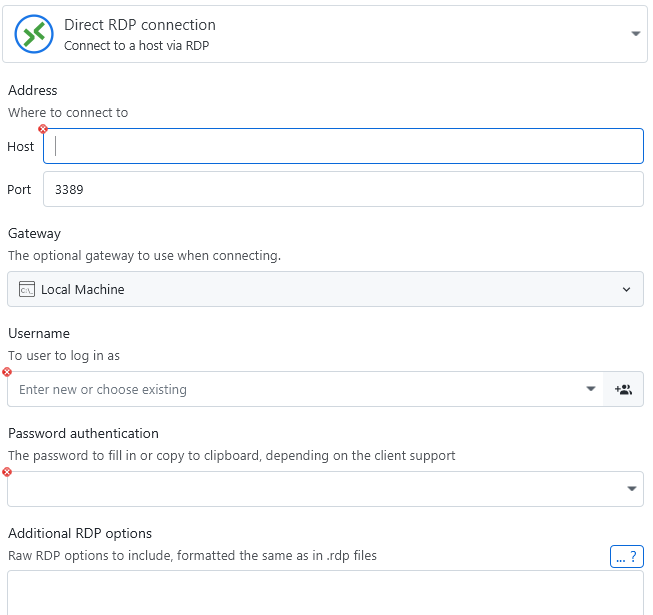 Direct RDP connection
Connect to a host via RDP
Address
Where to connect to
Host
Port 3389
Gateway
The optional gateway to use when connecting.
C:\_ Local Machine
Username
To user to log in as
Enter new or choose existing
Password authentication
The password to fill in or copy to clipboard, depending on the client support
Additional RDP options
Raw RDP options to include, formatted the same as in .rdp files
... ?